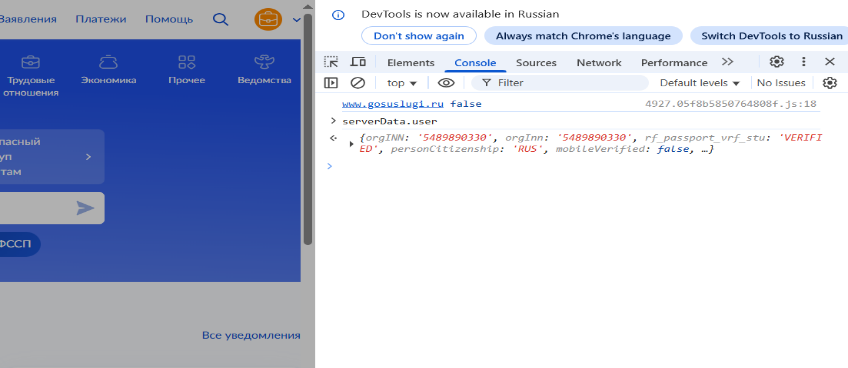 Заявления Платежи Помощь
Трудовые отношения
Экономика
Прочее
Ведомства
пасный
уп
там
ФССП
Все уведомления
DevTools is now available in Russian
Don't show again Always match Chrome's language Switch DevTools to Russian
Elements Console Sources Network Performance
top Filter Default levels No Issues
www.gosuslugi.ru false 4927.05f8b5850764808f.js:18
serverData.user
{orgINN: '5489890330', orgInn: '5489890330', rf_passport_vrf_stu: 'VERIFI
ED', personCitizenship: 'RUS', mobileVerified: false, …}